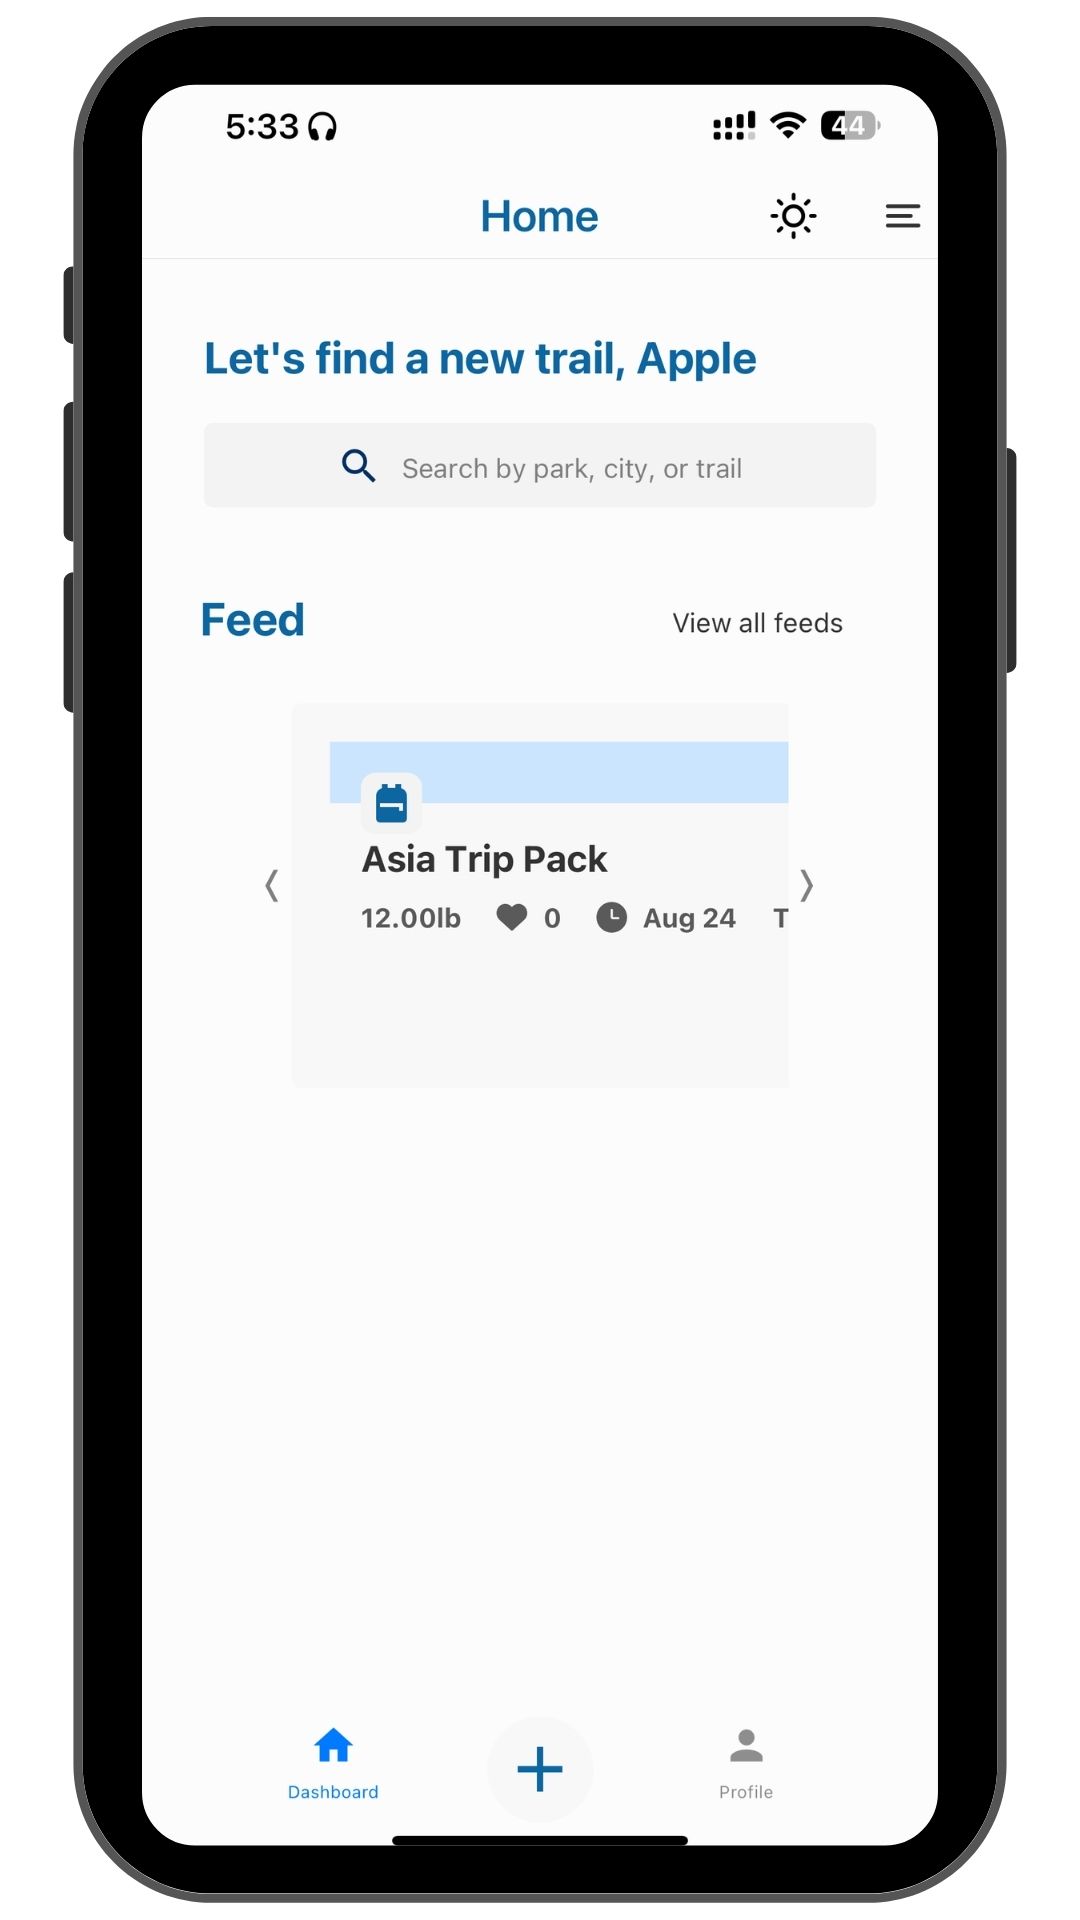 5:33 44
Home
Let's find a new trail, Apple
Search by park, city, or trail
Feed View all feeds
Asia Trip Pack
12.00lb 0 Aug 24 T
Dashboard Profile